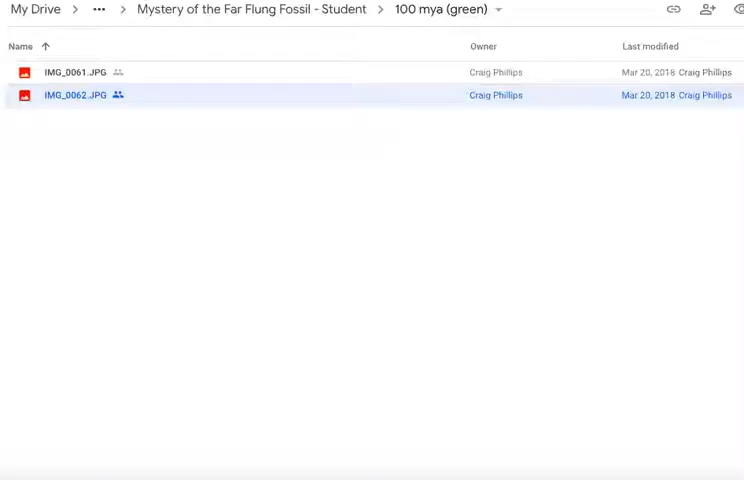 My Drive > ••• > Mystery of the Far Flung Fossil - Student > 100 mya (green)
Name Owner Last modified
IMG_0061.JPG Craig Phillips Mar 20, 2018 Craig Phillips
IMG_0062.JPG Craig Phillips Mar 20, 2018 Craig Phillips